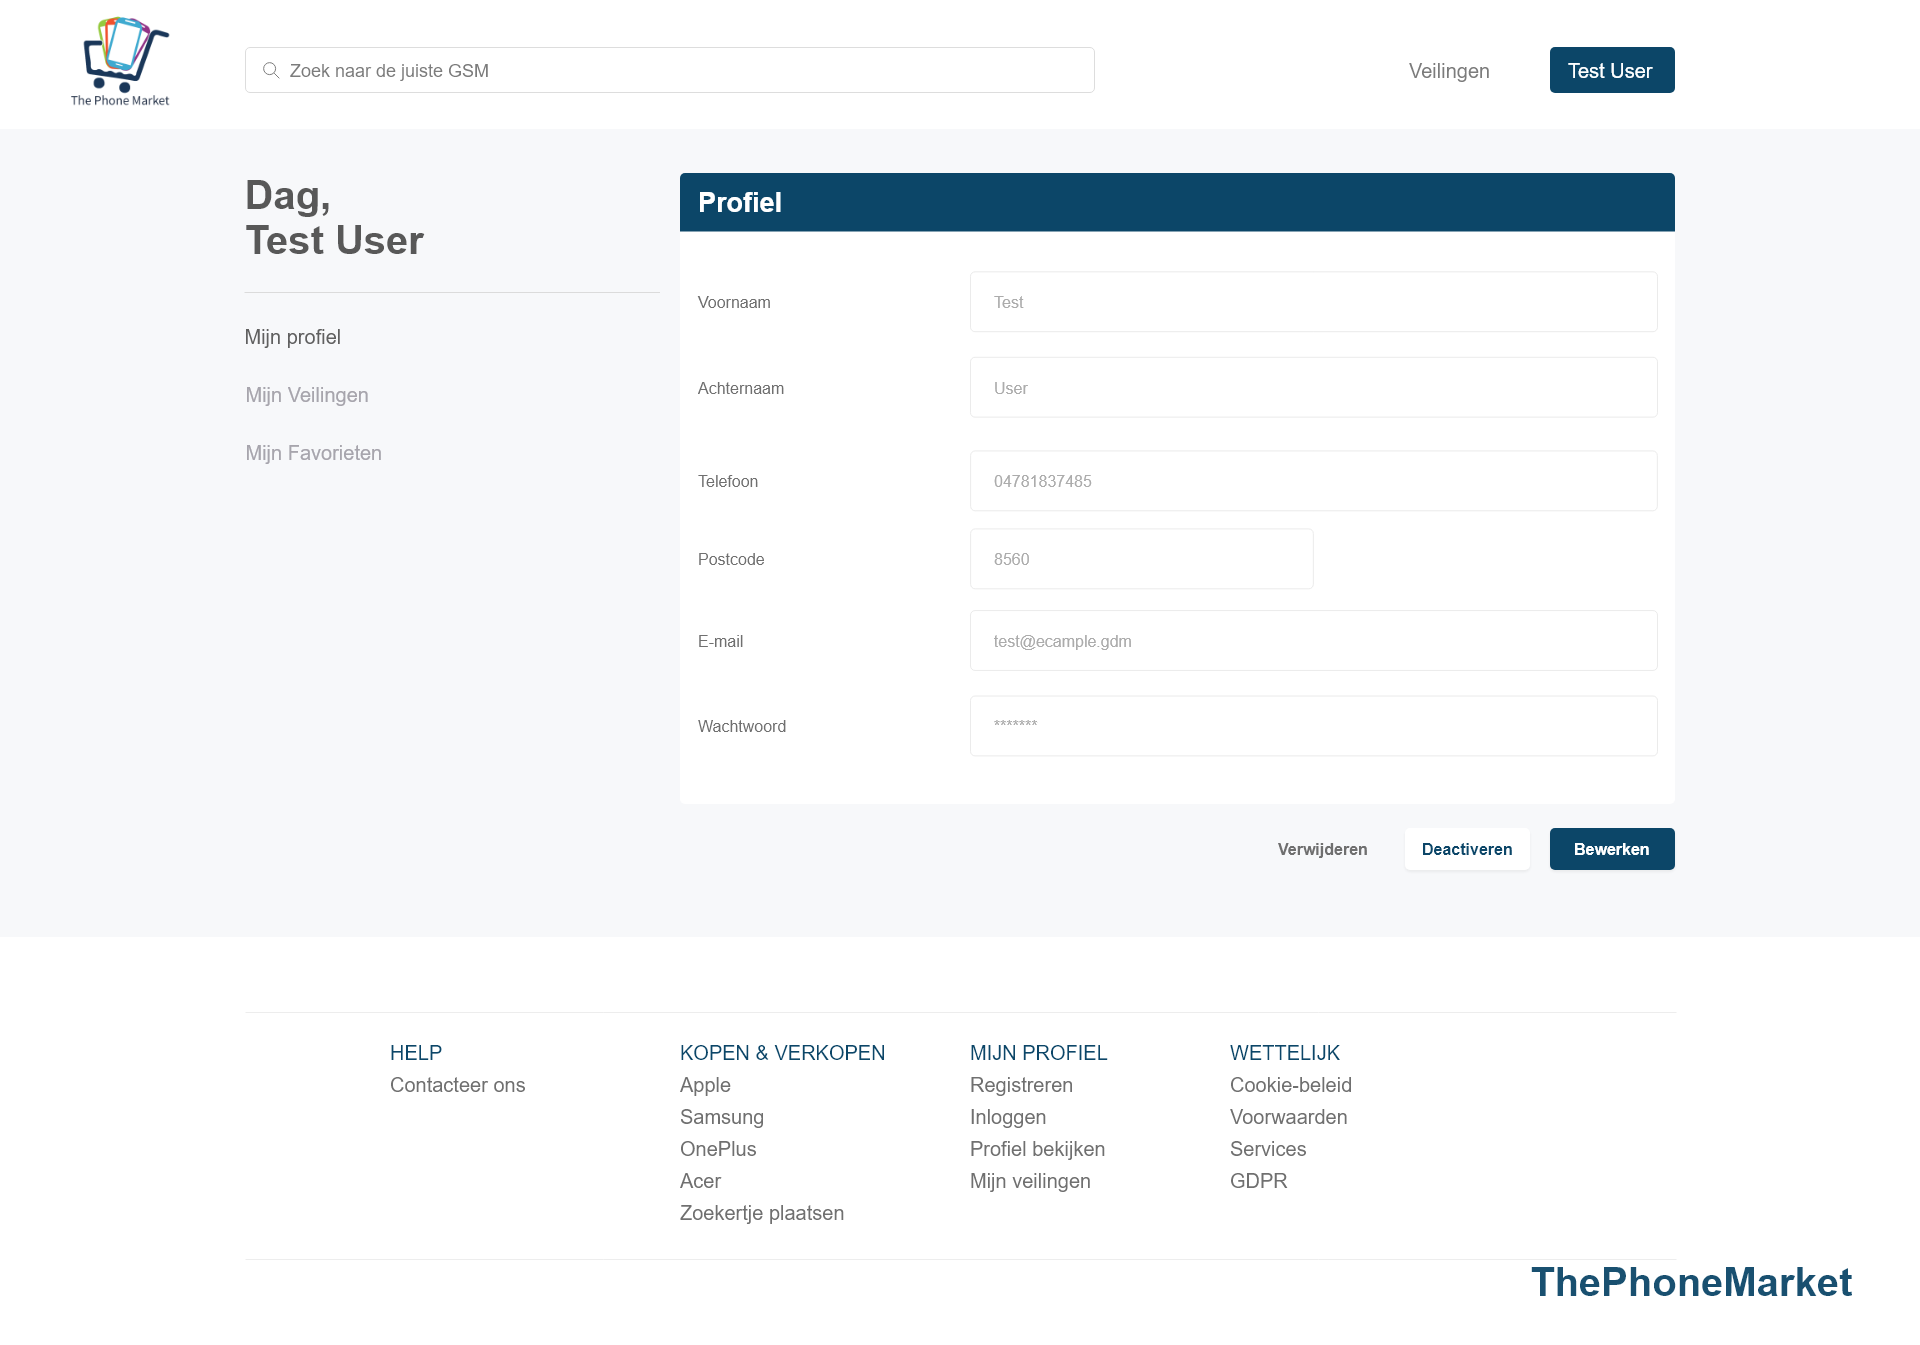 The Phone Market
Zoek naar de juiste GSM
Veilingen
Test User
Dag,
Test User
Mijn profiel
Mijn Veilingen
Mijn Favorieten
Profiel
Voornaam
Test
Achternaam
User
Telefoon
04781837485
Postcode
8560
E-mail
test@ecample.gdm
Wachtwoord
*******
Verwijderen
Deactiveren
Bewerken
HELP
Contacteer ons
KOPEN & VERKOPEN
Apple
Samsung
OnePlus
Acer
Zoekertje plaatsen
MIJN PROFIEL
Registreren
Inloggen
Profiel bekijken
Mijn veilingen
WETTELIJK
Cookie-beleid
Voorwaarden
Services
GDPR
ThePhoneMarket